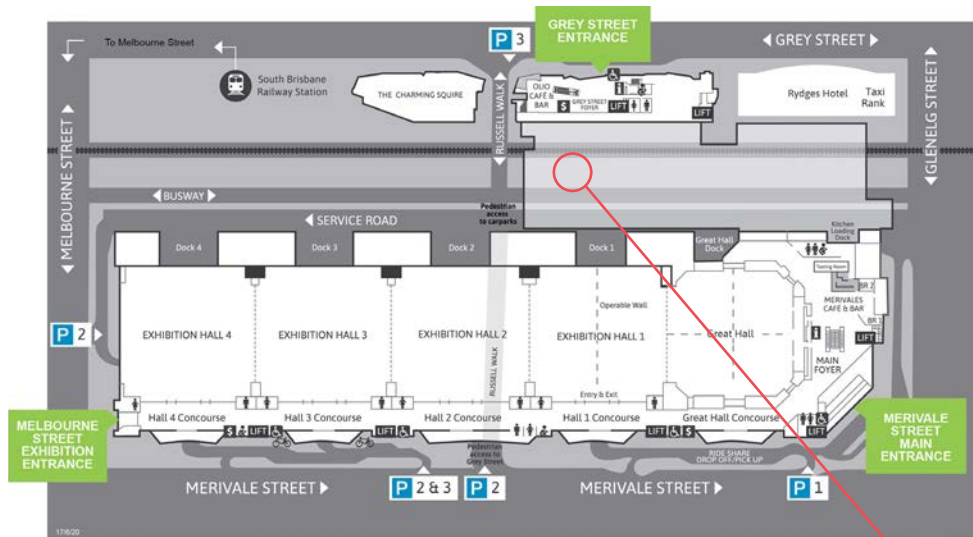 To Melbourne Street
South Brisbane
Railway Station
MELBOURNE STREET
THE CHARMING SQUIRE
P 3
RUSSELL WALK
GREY STREET
ENTRANCE
OLIO
CAFÉ &
BAR
$
GREY STREET
FOYER
LIFT
LIFT
GREY STREET
Rydges Hotel
Taxi
Rank
GLENELG STREET
BUSWAY
SERVICE ROAD
Pedestrian
access
to carparks
Dock 4
Dock 3
Dock 2
Dock 1
Great Hall
Dock
Kitchen
Loading
Dock
Tasting Room
BR 2
MERIVALES
CAFÉ & BAR
BR 1
LIFT
MAIN
FOYER
P 2
EXHIBITION HALL 4
EXHIBITION HALL 3
EXHIBITION HALL 2
RUSSELL WALK
Operable Wall
EXHIBITION HALL 1
Great Hall
Entry & Exit
MELBOURNE
STREET
EXHIBITION
ENTRANCE
Hall 4 Concourse
$ LIFT
Hall 3 Concourse
LIFT
Hall 2 Concourse
Hall 1 Concourse
LIFT $
Great Hall Concourse
LIFT
MERIVALE
STREET
MAIN
ENTRANCE
Pedestrian
access to
Grey Street
RIDE SHARE
DROP OFF/PICK UP
MERIVALE STREET
P 2 & 3
P 2
MERIVALE STREET
P 1
17/6/20